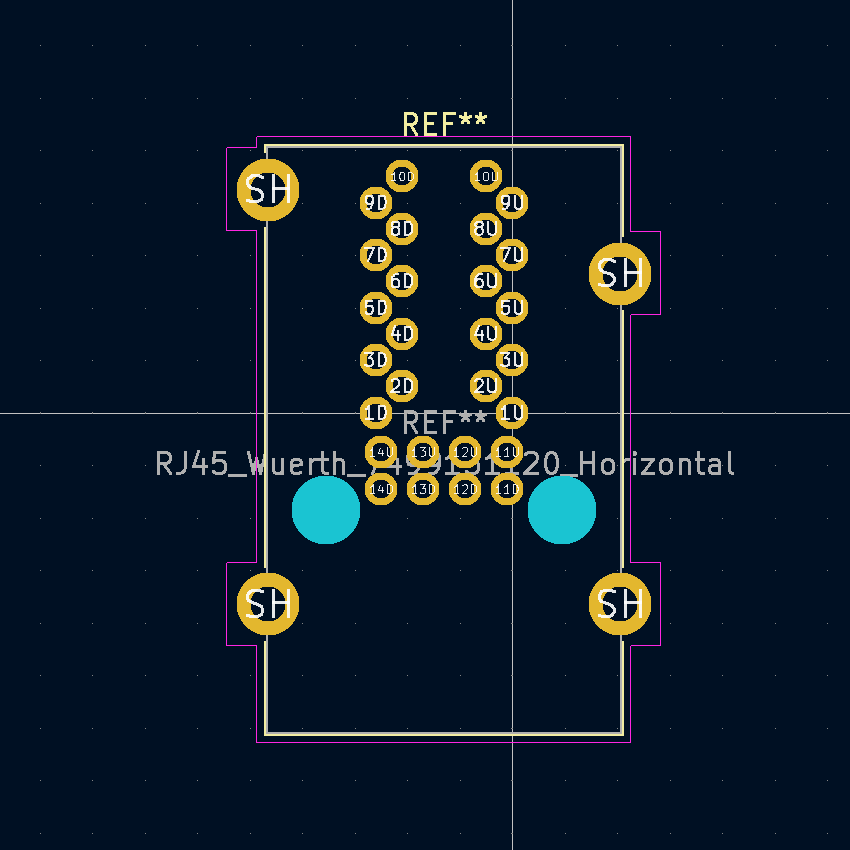 REF**
10D 10U
SH
9D 9U
8D 8U
7D 7U
SH
6D 6U
5D 5U
4D 4U
3D 3U
2D 2U
1D 1U
REF**
14U 13U 12U 11U
RJ45_Wuerth_7499151120_Horizontal
14D 13D 12D 11D
SH SH